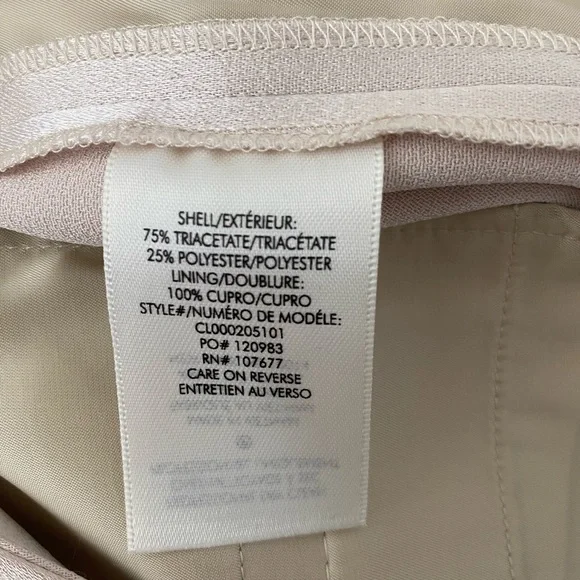 SHELL/EXTÉRIEUR:
75% TRIACETATE/TRIACÉTATE
25% POLYESTER/POLYESTER
LINING/DOUBLURE:
100% CUPRO/CUPRO
STYLE#/NUMÉRO DE MODÉLE:
CL000205101
PO# 120983
RN# 107677
CARE ON REVERSE
ENTRETIEN AU VERSO